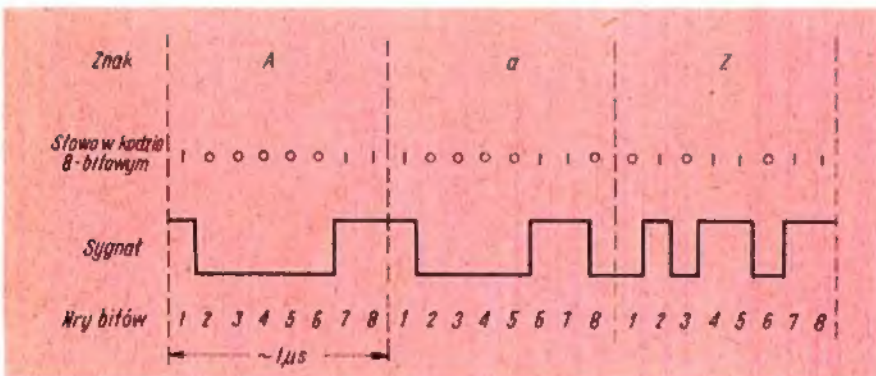 Znak A a Z
Słowo w kodzie
8-bitowym 1 0 0 0 0 0 1 1 1 0 0 0 0 1 1 0 0 1 0 1 1 0 1 1
Sygnał
Nry bitów 1 2 3 4 5 6 7 8 1 2 3 4 5 6 7 8 1 2 3 4 5 6 7 8
~1μs